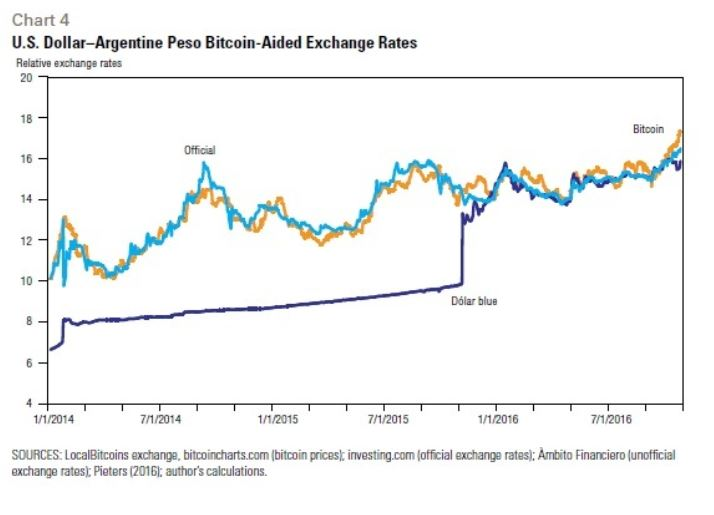 Chart 4
U.S. Dollar–Argentine Peso Bitcoin-Aided Exchange Rates
Relative exchange rates
20
18
16
14
12
10
8
6
4
Official
Bitcoin
Dólar blue
1/1/2014 7/1/2014 1/1/2015 7/1/2015 1/1/2016 7/1/2016
SOURCES: LocalBitcoins exchange, bitcoincharts.com (bitcoin prices); investing.com (official exchange rates); Àmbito Financiero (unofficial
exchange rates); Pieters (2016); author's calculations.